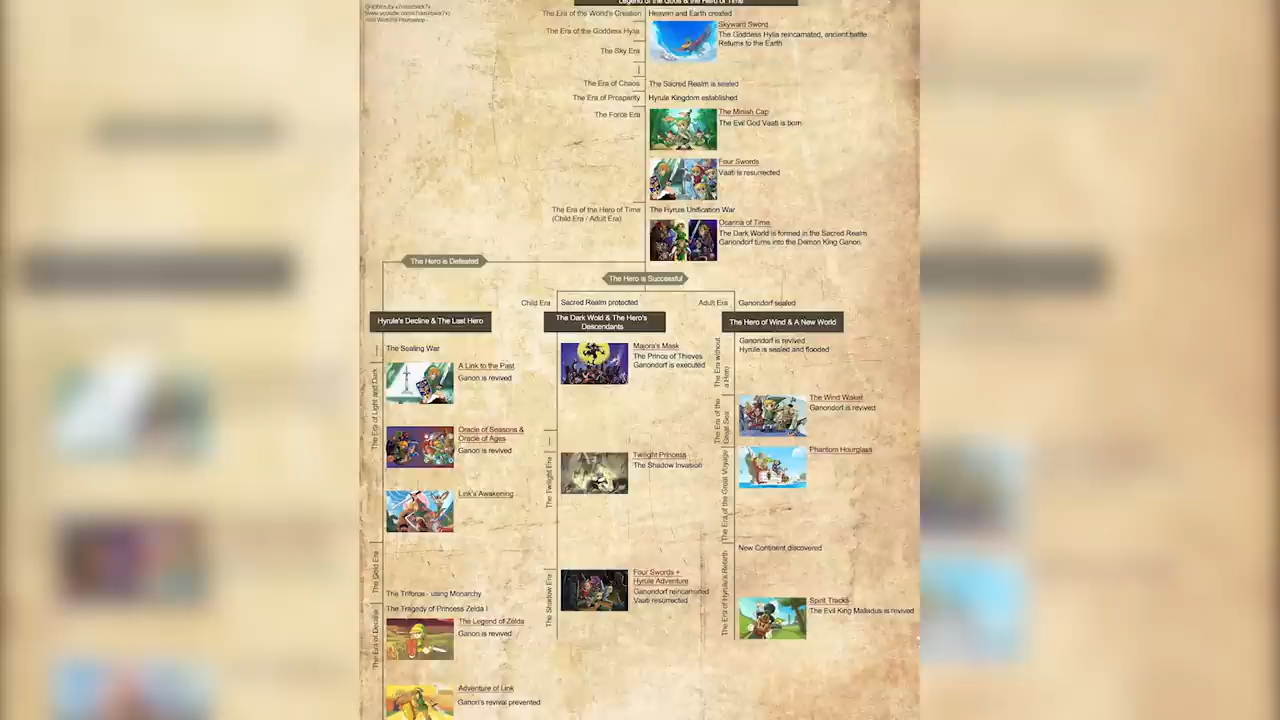 Legend of the Gods & the Hero of Time
The Era of the World's Creation
Heaven and Earth created
The Era of the Goddess Hylia
Skyward Sword
The Goddess Hylia reincarnated, ancient battle
Returns to the Earth
The Sky Era
The Era of Chaos
The Sacred Realm is sealed
The Era of Prosperity
Hyrule Kingdom established
The Force Era
The Minish Cap
The Evil God Vaati is born
Four Swords
Vaati is resurrected
The Era of the Hero of Time
(Child Era / Adult Era)
The Hyrule Unification War
Ocarina of Time
The Dark World is formed in the Sacred Realm
Ganondorf turns into the Demon King Ganon
The Hero is Defeated
The Hero is Successful
Child Era
Sacred Realm protected
Adult Era
Ganondorf sealed
Hyrule's Decline & The Last Hero
The Sealing War
The Era of Light and Dark
A Link to the Past
Ganon is revived
Oracle of Seasons &
Oracle of Ages
Ganon is revived
Link's Awakening
The Gold Era
The Triforce - using Monarchy
The Tragedy of Princess Zelda I
The Era of Decline
The Legend of Zelda
Ganon is revived
Adventure of Link
Ganon's revival prevented
The Dark Wold & The Hero's
Descendants
Majora's Mask
The Prince of Thieves
Ganondorf is executed
The Twilight Era
Twilight Princess
The Shadow Invasion
The Shadow Era
Four Swords +
Hyrule Adventure
Ganondorf reincarnated
Vaati resurrected
The Hero of Wind & A New World
The Era without
a Hero
Ganondorf is revived
Hyrule is sealed and flooded
The Era of the
Great Sea
The Wind Waker
Ganondorf is revived
The Era of the Great Voyage
Phantom Hourglass
The Era of Hyrule's Rebirth
New Continent discovered
Spirit Tracks
The Evil King Malladus is revived